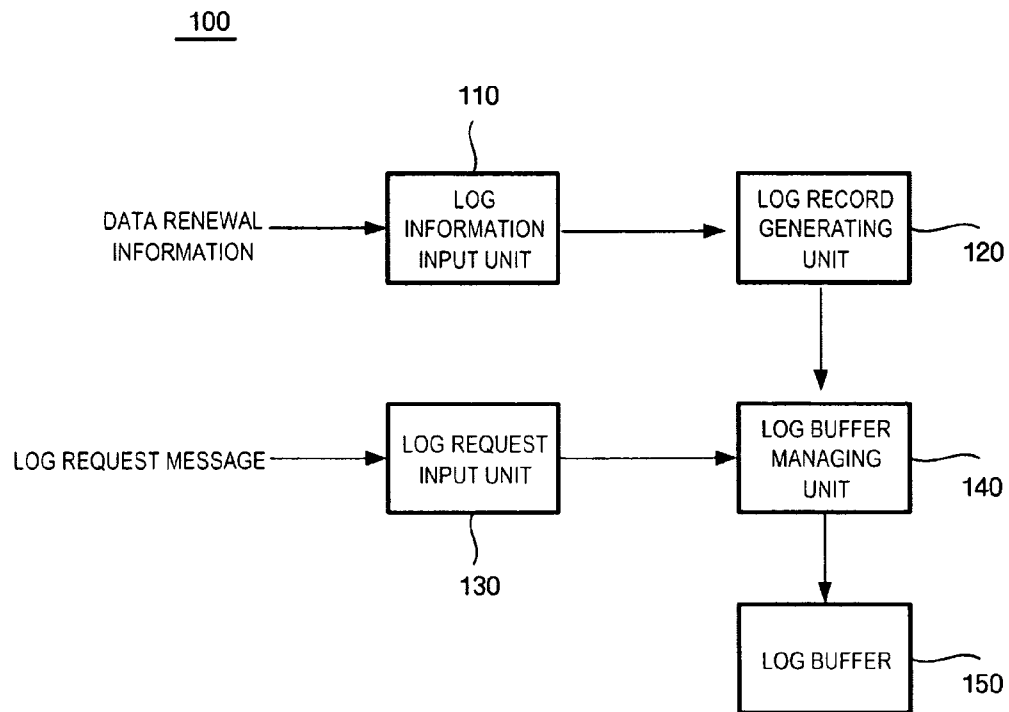 100
110
DATA RENEWAL
INFORMATION
LOG
INFORMATION
INPUT UNIT
LOG RECORD
GENERATING
UNIT
120
LOG REQUEST MESSAGE
LOG REQUEST
INPUT UNIT
130
LOG BUFFER
MANAGING
UNIT
140
LOG BUFFER
150